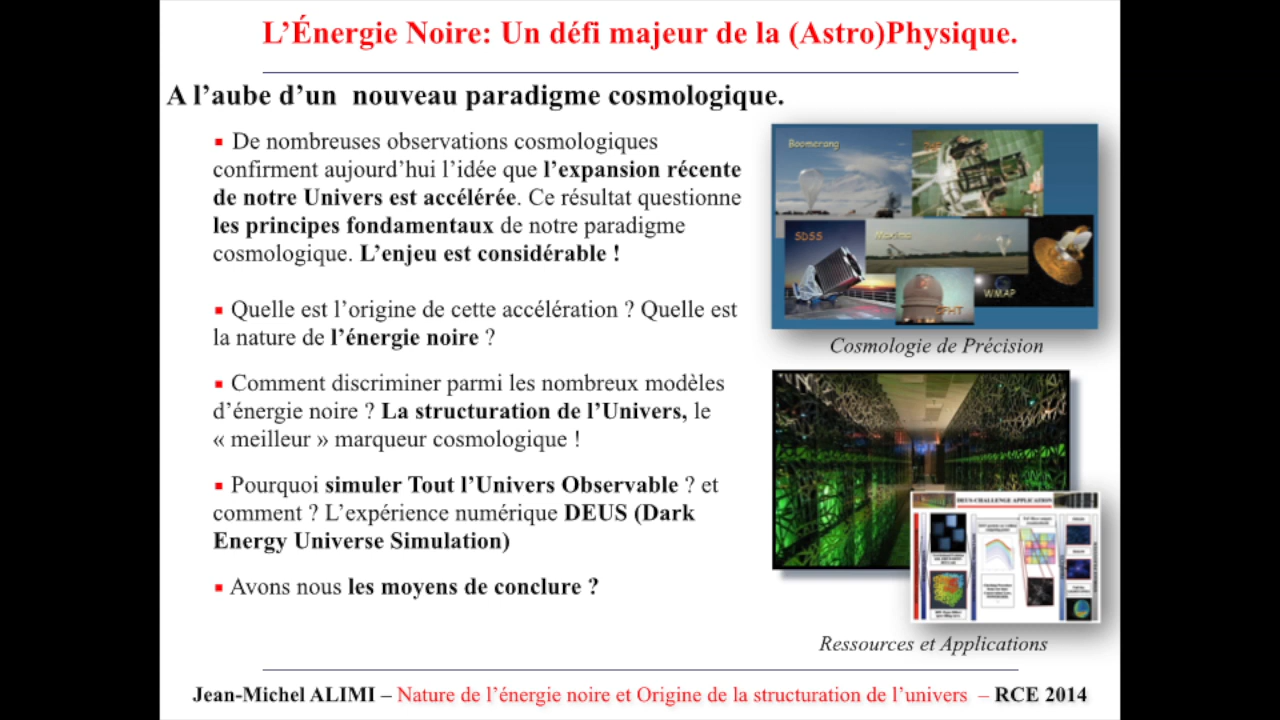 L’Énergie Noire: Un défi majeur de la (Astro)Physique.
A l’aube d’un nouveau paradigme cosmologique.
▪ De nombreuses observations cosmologiques
confirment aujourd’hui l’idée que l’expansion récente
de notre Univers est accélérée. Ce résultat questionne
les principes fondamentaux de notre paradigme
cosmologique. L’enjeu est considérable !
▪ Quelle est l’origine de cette accélération ? Quelle est
la nature de l’énergie noire ?
▪ Comment discriminer parmi les nombreux modèles
d’énergie noire ? La structuration de l’Univers, le
« meilleur » marqueur cosmologique !
▪ Pourquoi simuler Tout l’Univers Observable ? et
comment ? L’expérience numérique DEUS (Dark
Energy Universe Simulation)
▪ Avons nous les moyens de conclure ?
Boomerang
SDSS
Maxima
WMAP
CFHT
Cosmologie de Précision
DEUS CHALLENGE APPLICATION
Ressources et Applications
Jean-Michel ALIMI – Nature de l’énergie noire et Origine de la structuration de l’univers – RCE 2014